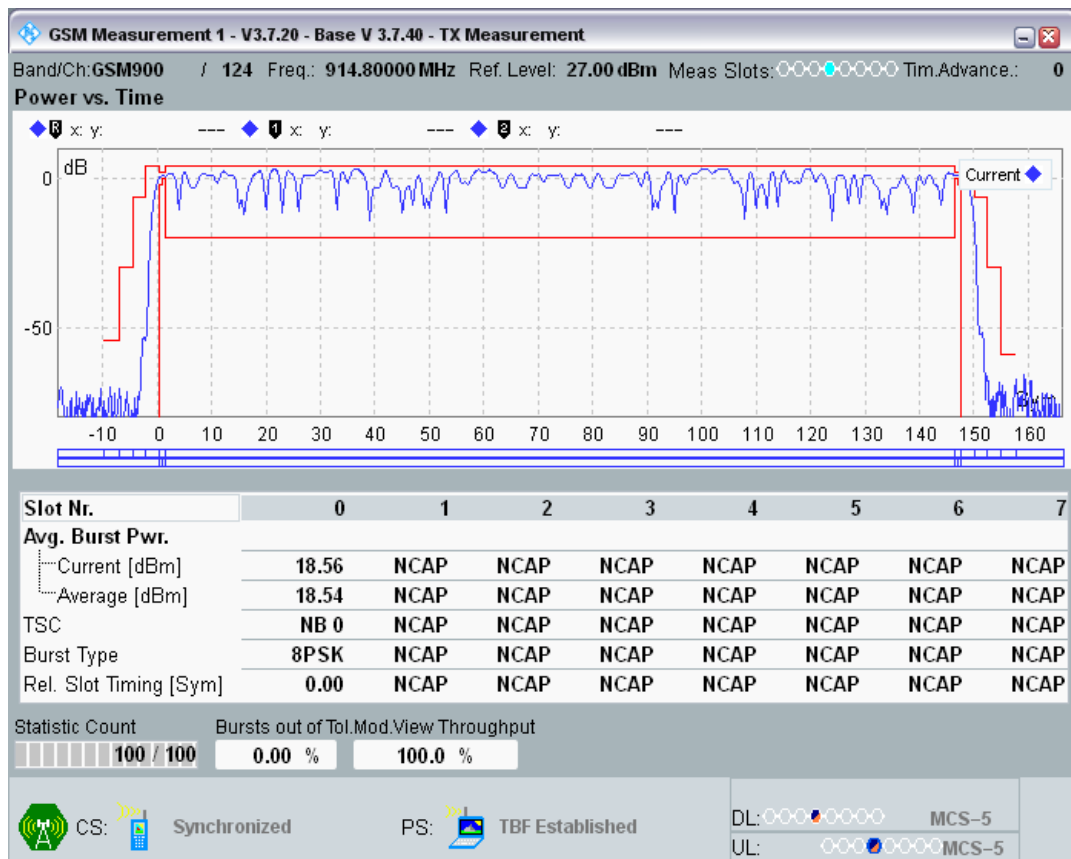 GSM Measurement 1 - V3.7.20 - Base V 3.7.40 - TX Measurement
Band/Ch:GSM900 / 124 Freq.: 914.80000 MHz Ref. Level: 27.00 dBm Meas Slots: Tim.Advance.: 0
Power vs. Time
R x: y: --- 1 x: y: --- 2 x: y: ---
dB
Current
0
-50
-10 0 10 20 30 40 50 60 70 80 90 100 110 120 130 140 150 160
Slot Nr. 0 1 2 3 4 5 6 7
Avg. Burst Pwr.
Current [dBm] 18.56 NCAP NCAP NCAP NCAP NCAP NCAP NCAP
Average [dBm] 18.54 NCAP NCAP NCAP NCAP NCAP NCAP NCAP
TSC NB 0 NCAP NCAP NCAP NCAP NCAP NCAP NCAP
Burst Type 8PSK NCAP NCAP NCAP NCAP NCAP NCAP NCAP
Rel. Slot Timing [Sym] 0.00 NCAP NCAP NCAP NCAP NCAP NCAP NCAP
Statistic Count Bursts out of Tol.Mod.View Throughput
100 / 100 0.00 % 100.0 %
CS: Synchronized PS: TBF Established
DL: MCS-5
UL: MCS-5